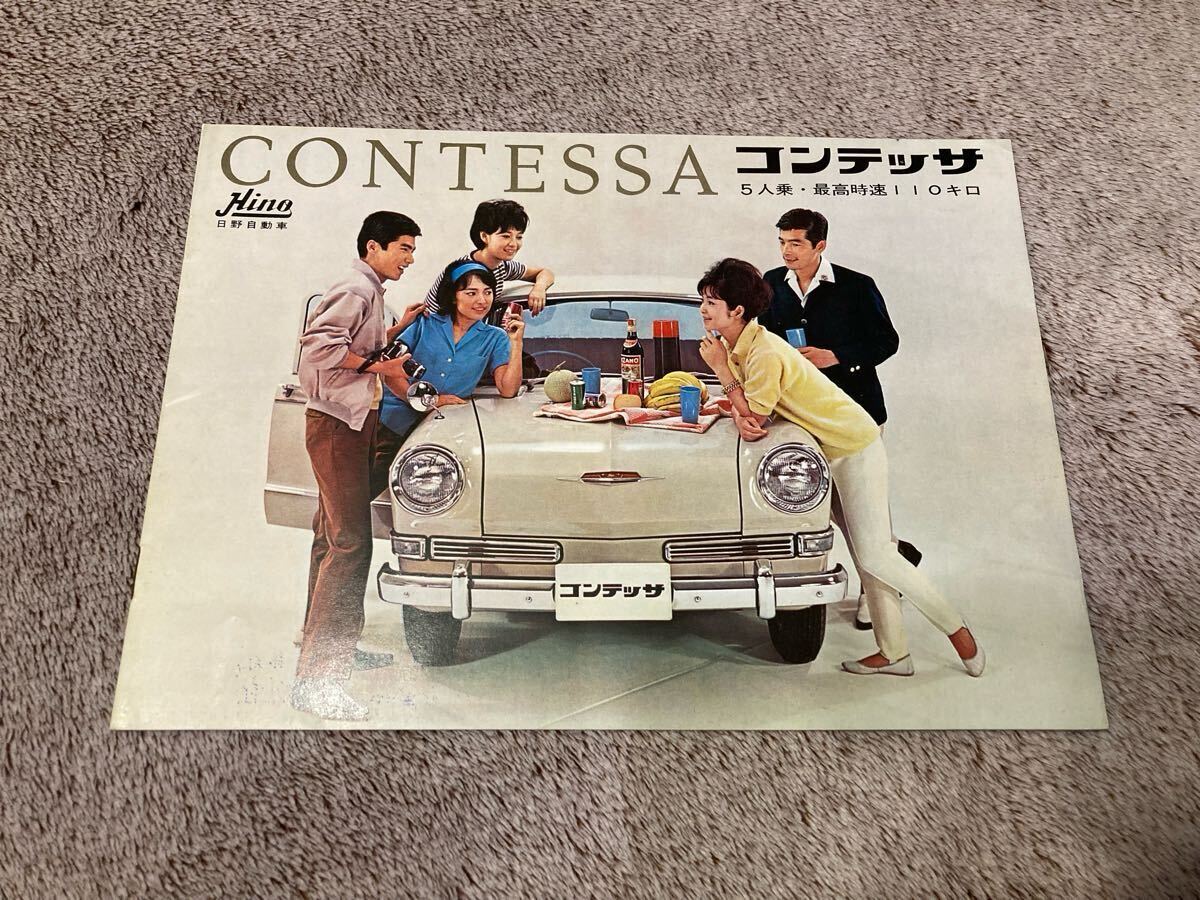 CONTESSA コンテッサ
5人乗・最高時速110キロ
Hino
日野自動車
ZANO
コンテッサ